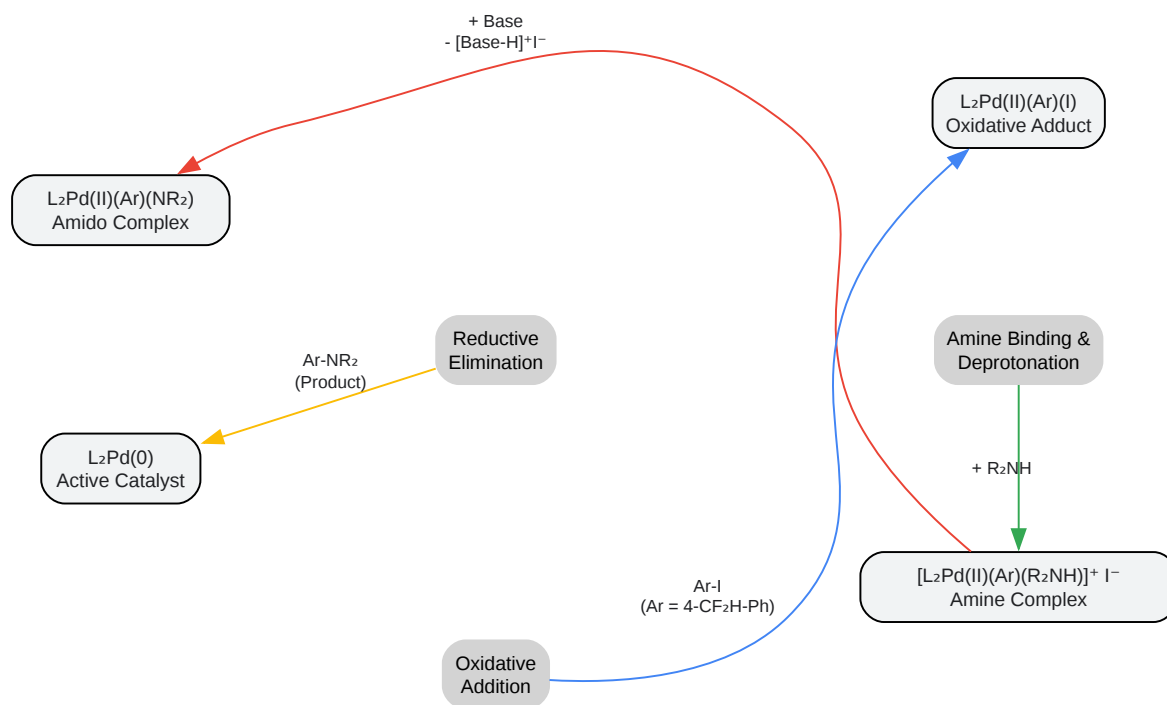 + Base
- [Base-H]⁺I⁻
L₂Pd(II)(Ar)(I)
Oxidative Adduct
L₂Pd(II)(Ar)(NR₂)
Amido Complex
Reductive
Elimination
Amine Binding &
Deprotonation
Ar-NR₂
(Product)
L₂Pd(0)
Active Catalyst
+ R₂NH
[L₂Pd(II)(Ar)(R₂NH)]⁺ I⁻
Amine Complex
Ar-I
(Ar = 4-CF₂H-Ph)
Oxidative
Addition